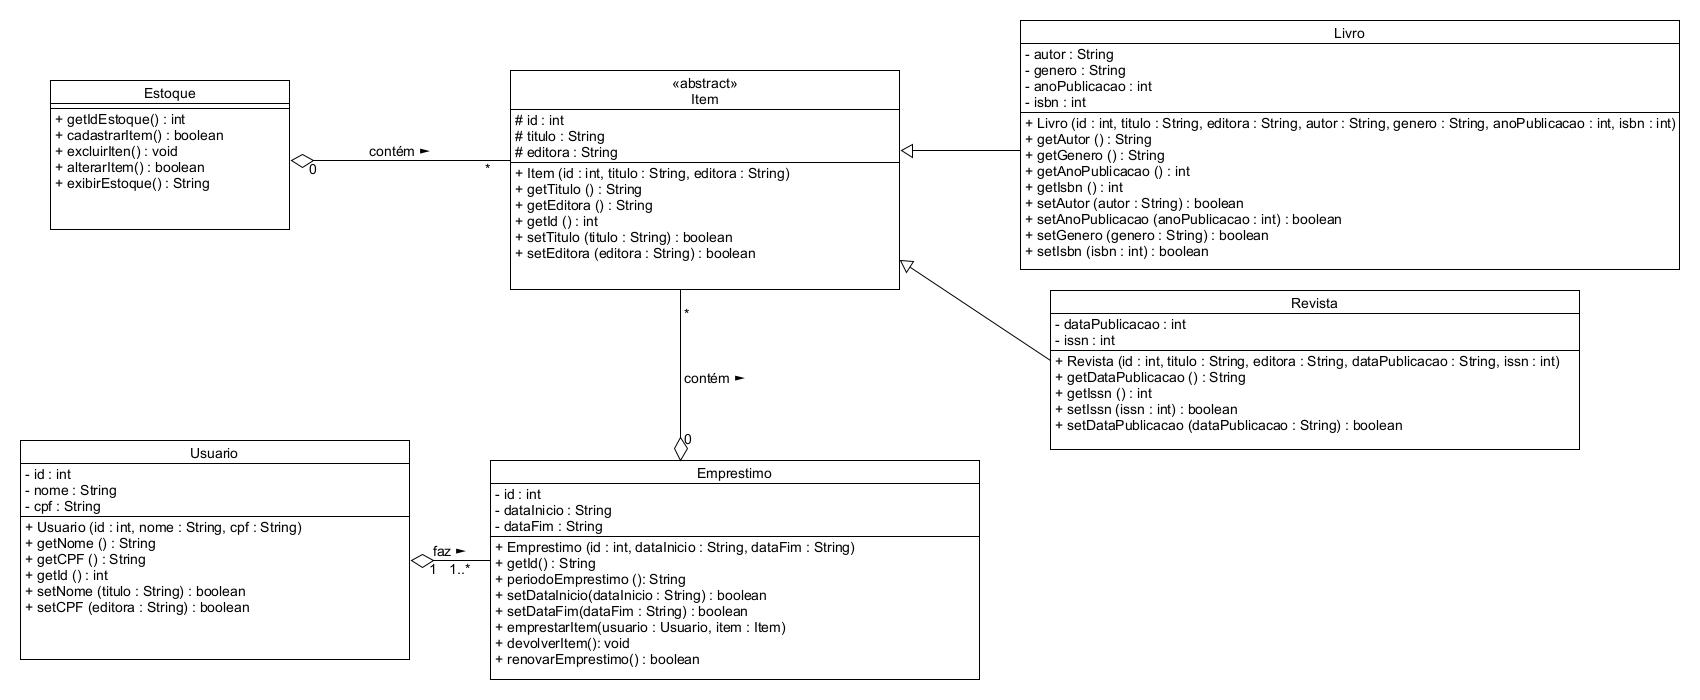 Estoque
+ getIdEstoque() : int
+ cadastrarItem() : boolean
+ excluirIten() : void
+ alterarItem() : boolean
+ exibirEstoque() : String
contém ►
0
*
«abstract»
Item
# id : int
# titulo : String
# editora : String
+ Item (id : int, titulo : String, editora : String)
+ getTitulo () : String
+ getEditora () : String
+ getId () : int
+ setTitulo (titulo : String) : boolean
+ setEditora (editora : String) : boolean
Livro
- autor : String
- genero : String
- anoPublicacao : int
- isbn : int
+ Livro (id : int, titulo : String, editora : String, autor : String, genero : String, anoPublicacao : int, isbn : int)
+ getAutor () : String
+ getGenero () : String
+ getAnoPublicacao () : int
+ getIsbn () : int
+ setAutor (autor : String) : boolean
+ setAnoPublicacao (anoPublicacao : int) : boolean
+ setGenero (genero : String) : boolean
+ setIsbn (isbn : int) : boolean
Revista
- dataPublicacao : int
- issn : int
+ Revista (id : int, titulo : String, editora : String, dataPublicacao : String, issn : int)
+ getDataPublicacao () : String
+ getIssn () : int
+ setIssn (issn : int) : boolean
+ setDataPublicacao (dataPublicacao : String) : boolean
*
contém ►
0
Usuario
- id : int
- nome : String
- cpf : String
+ Usuario (id : int, nome : String, cpf : String)
+ getNome () : String
+ getCPF () : String
+ getId () : int
+ setNome (titulo : String) : boolean
+ setCPF (editora : String) : boolean
faz ►
1 1..*
Emprestimo
- id : int
- dataInicio : String
- dataFim : String
+ Emprestimo (id : int, dataInicio : String, dataFim : String)
+ getId() : String
+ periodoEmprestimo (): String
+ setDataInicio(dataInicio : String) : boolean
+ setDataFim(dataFim : String) : boolean
+ emprestarItem(usuario : Usuario, item : Item)
+ devolverItem(): void
+ renovarEmprestimo() : boolean